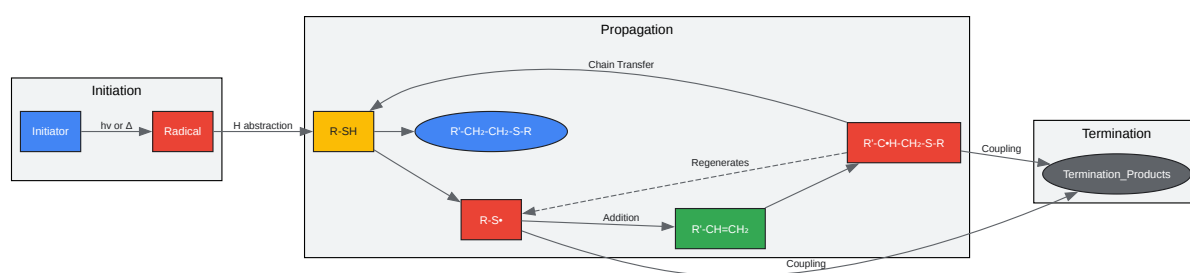 Propagation
Chain Transfer
Initiation
Initiator
hv or Δ
Radical
H abstraction
R-SH
R'-CH₂-CH₂-S-R
R'-C•H-CH₂-S-R
Coupling
Termination
Termination_Products
Regenerates
R-S•
Addition
R'-CH=CH₂
Coupling